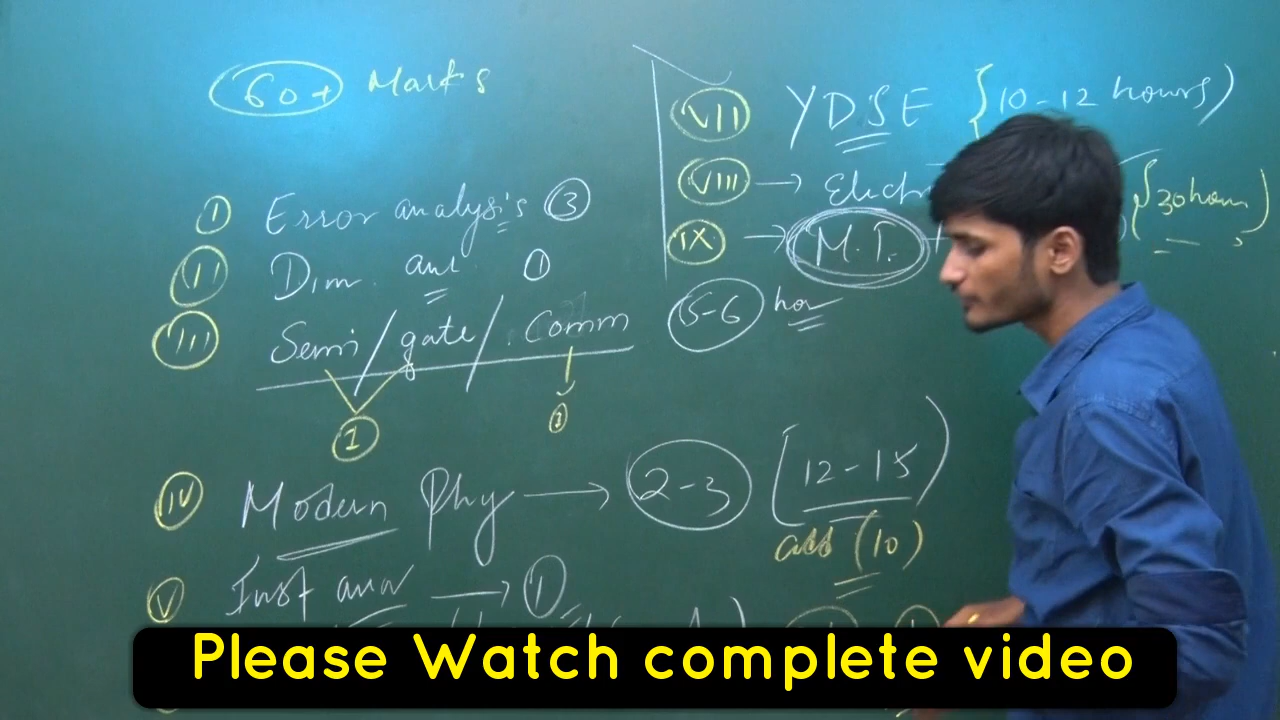 60+ Marks
I Error analysis 3
II Dim. anl 1
III Semi/gate/Comm
1 1
IV Modern Phy → 2-3 [12-15)
add (10)
V Inst anal → 1
VII YDSE {10-12 hours)
VIII → Electr {30 hours)
IX → M.I. +
5-6 hour
Please Watch complete video